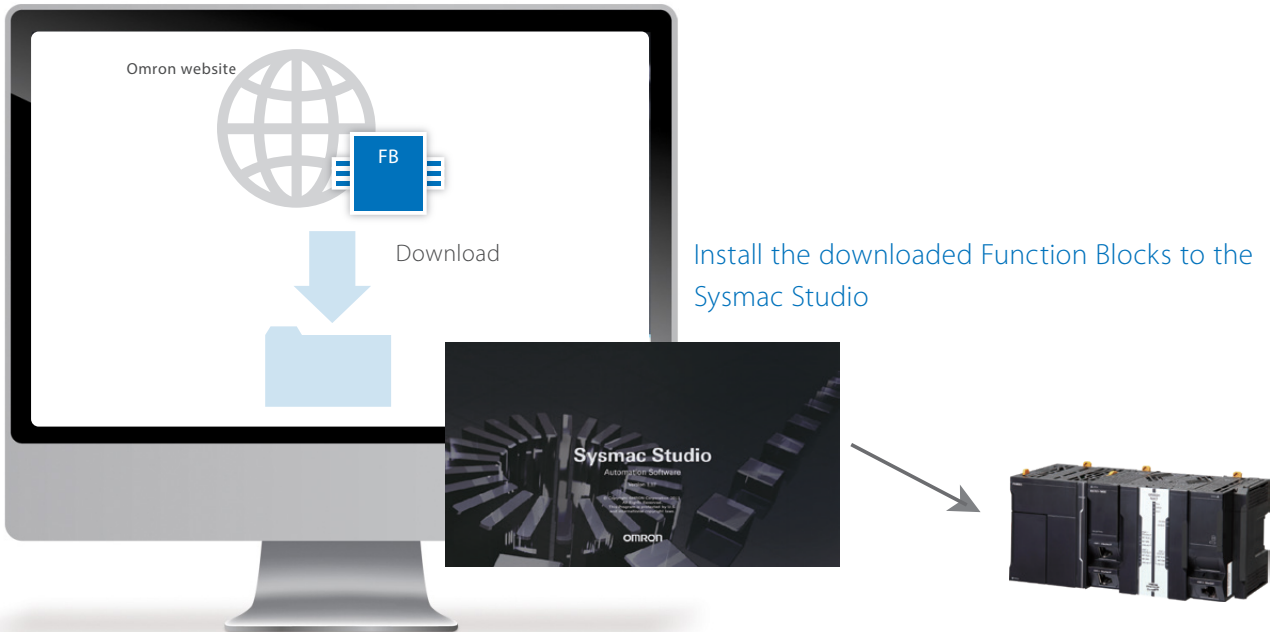 Omron website
FB
Download
Install the downloaded Function Blocks to the
Sysmac Studio
Sysmac Studio
Automation Software
OMRON